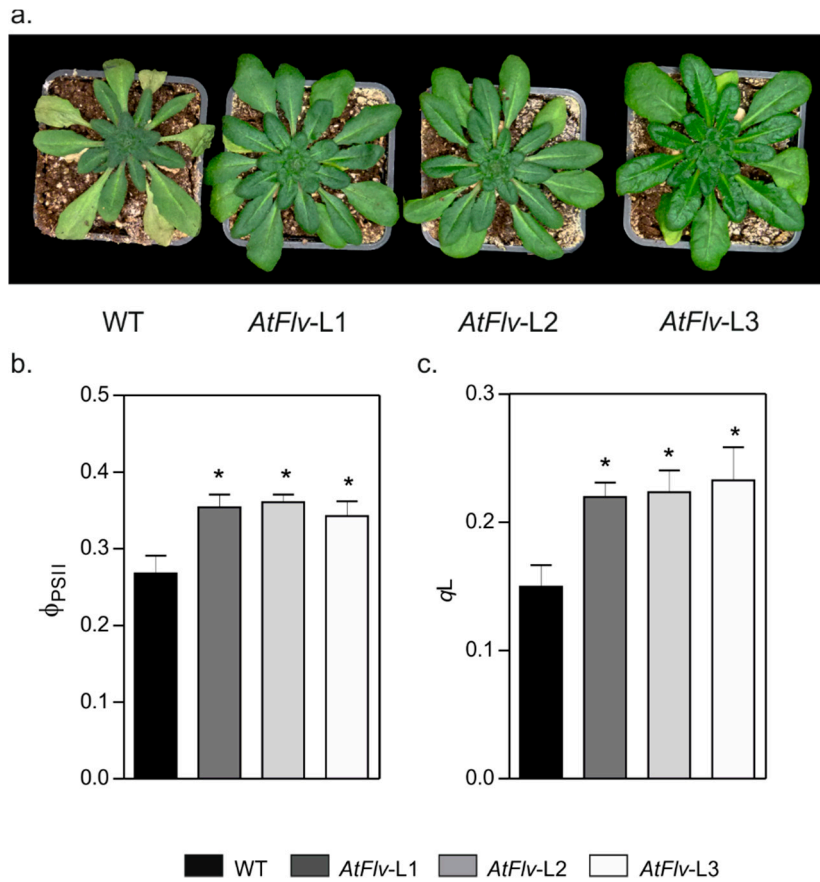 a.
WT AtFlv-L1 AtFlv-L2 AtFlv-L3
b.
0.5
0.4
0.3
0.2
0.1
0.0
ϕPSII
* * *
c.
0.3
0.2
0.1
0.0
qL
* * *
WT AtFlv-L1 AtFlv-L2 AtFlv-L3